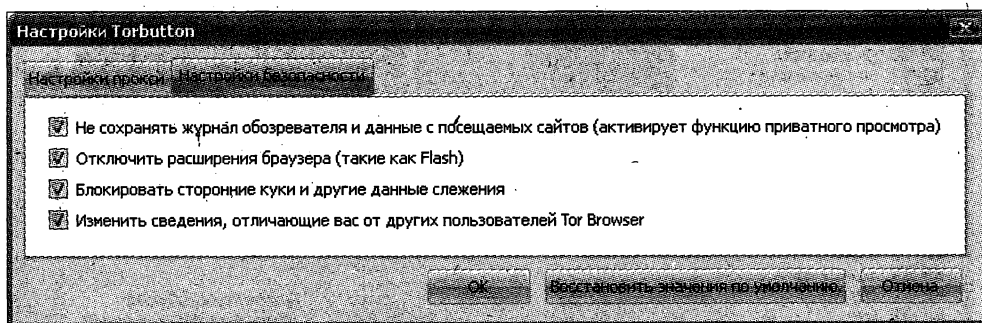 Настройки Torbutton
Настройки прокси Настройки Безопасности
Не сохранять журнал обозревателя и данные с посещаемых сайтов (активирует функцию приватного просмотра)
Отключить расширения браузера (такие как Flash)
Блокировать сторонние куки и другие данные слежения
Изменить сведения, отличающие вас от других пользователей Tor Browser
ОК Восстановить значения по умолчанию Отмена